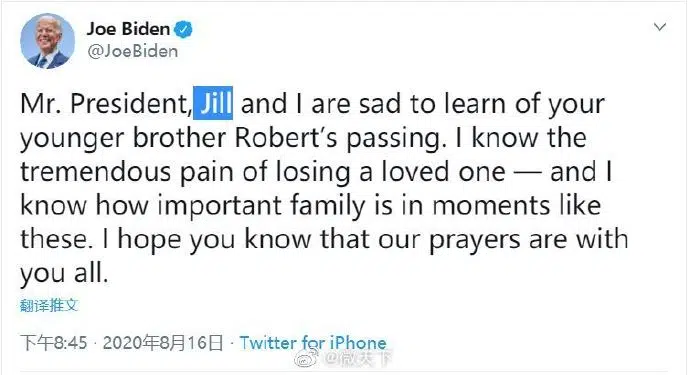 Joe Biden
@JoeBiden
Mr. President, Jill and I are sad to learn of your
younger brother Robert's passing. I know the
tremendous pain of losing a loved one — and I
know how important family is in moments like
these. I hope you know that our prayers are with
you all.
翻译推文
下午8:45 · 2020年8月16日 · Twitter for iPhone
@微天下